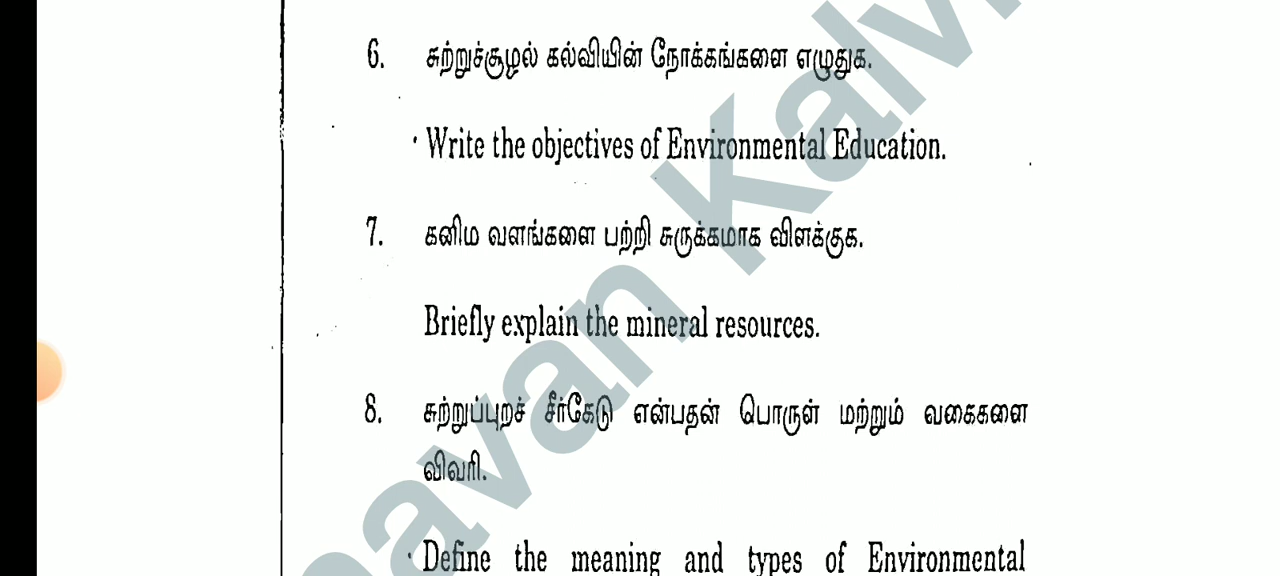 6. சுற்றுச்சூழல் கல்வியின் நோக்கங்களை எழுதுக.
· Write the objectives of Environmental Education.
7. கனிம வளங்களை பற்றி சுருக்கமாக விளக்குக.
Briefly explain the mineral resources.
8. சுற்றுப்புறச் சீர்கேடு என்பதன் பொருள் மற்றும் வகைகளை
விவரி.
· Define the meaning and types of Environmental